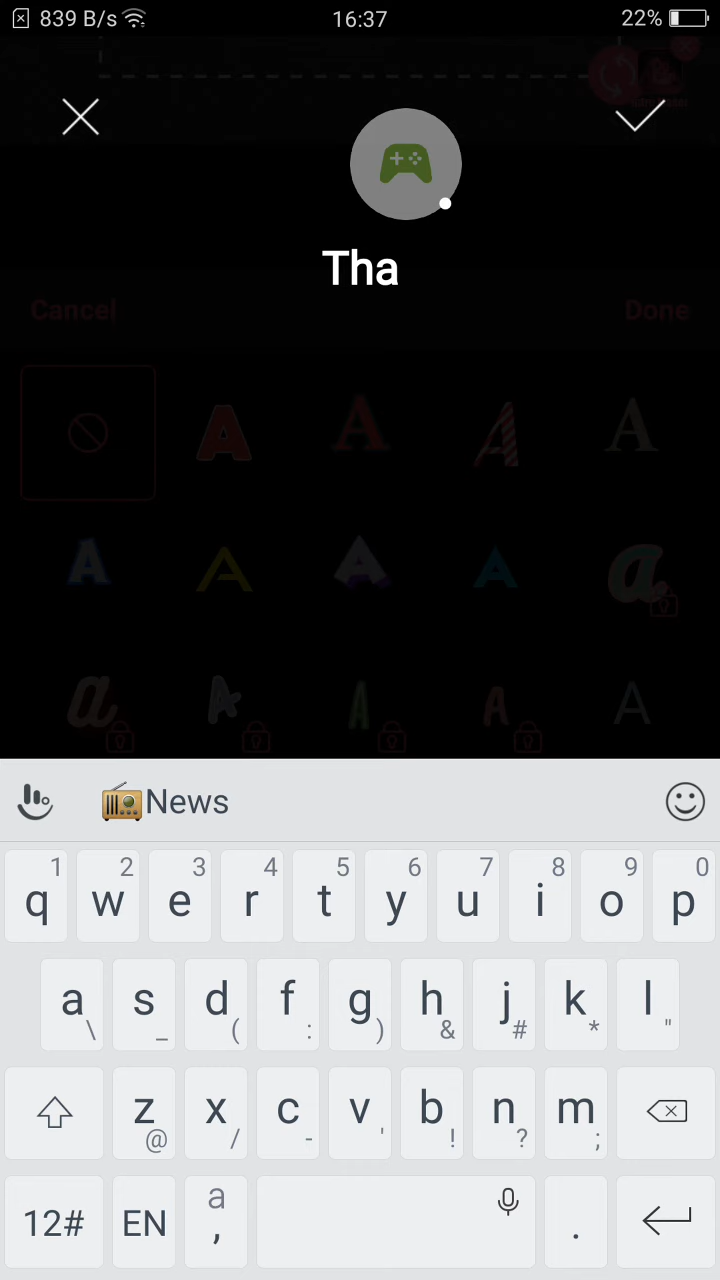 839 B/s 16:37 22%
Tha
Cancel Done
A A A A
A A A A a
a A A A A
News
1 2 3 4 5 6 7 8 9 0
q w e r t y u i o p
a s d f g h j k l
\ _ ( : ) & # * "
z x c v b n m
@ / - ' ! ? ;
12# EN a , .